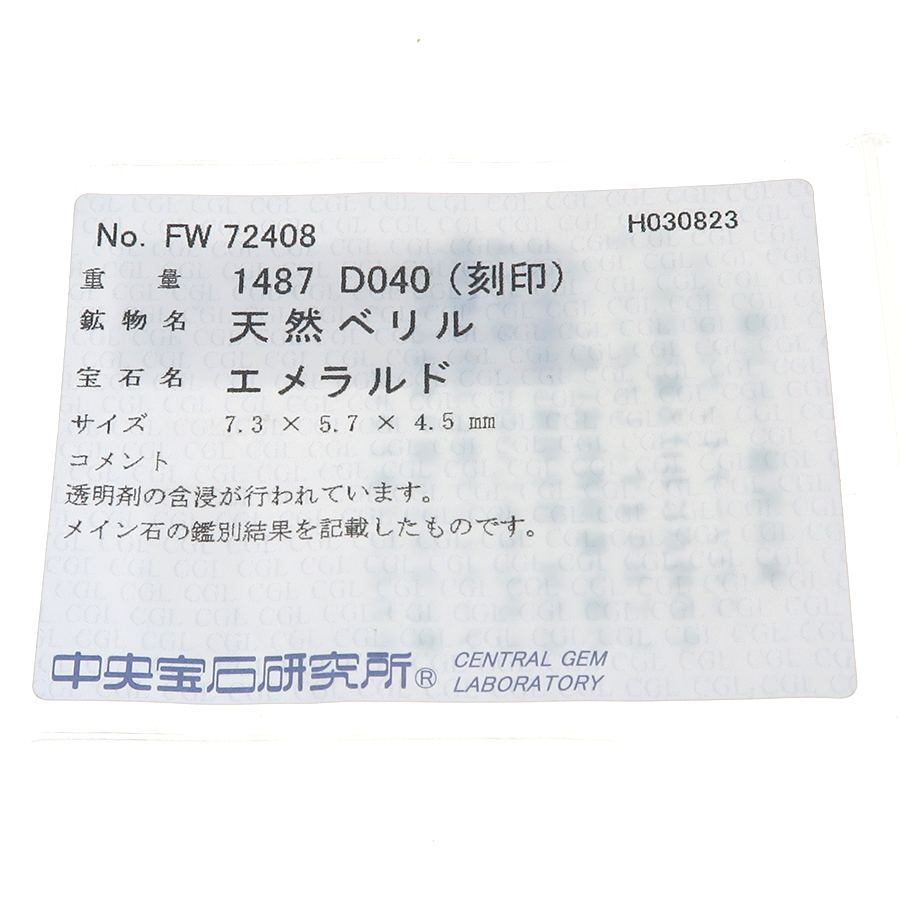 No. FW 72408 H030823
重量 1487 D040 (刻印)
鉱物名 天然ベリル
宝石名 エメラルド
サイズ 7.3 × 5.7 × 4.5 mm
コメント
透明剤の含浸が行われています。
メイン石の鑑別結果を記載したものです。
中央宝石研究所® CENTRAL GEM
LABORATORY